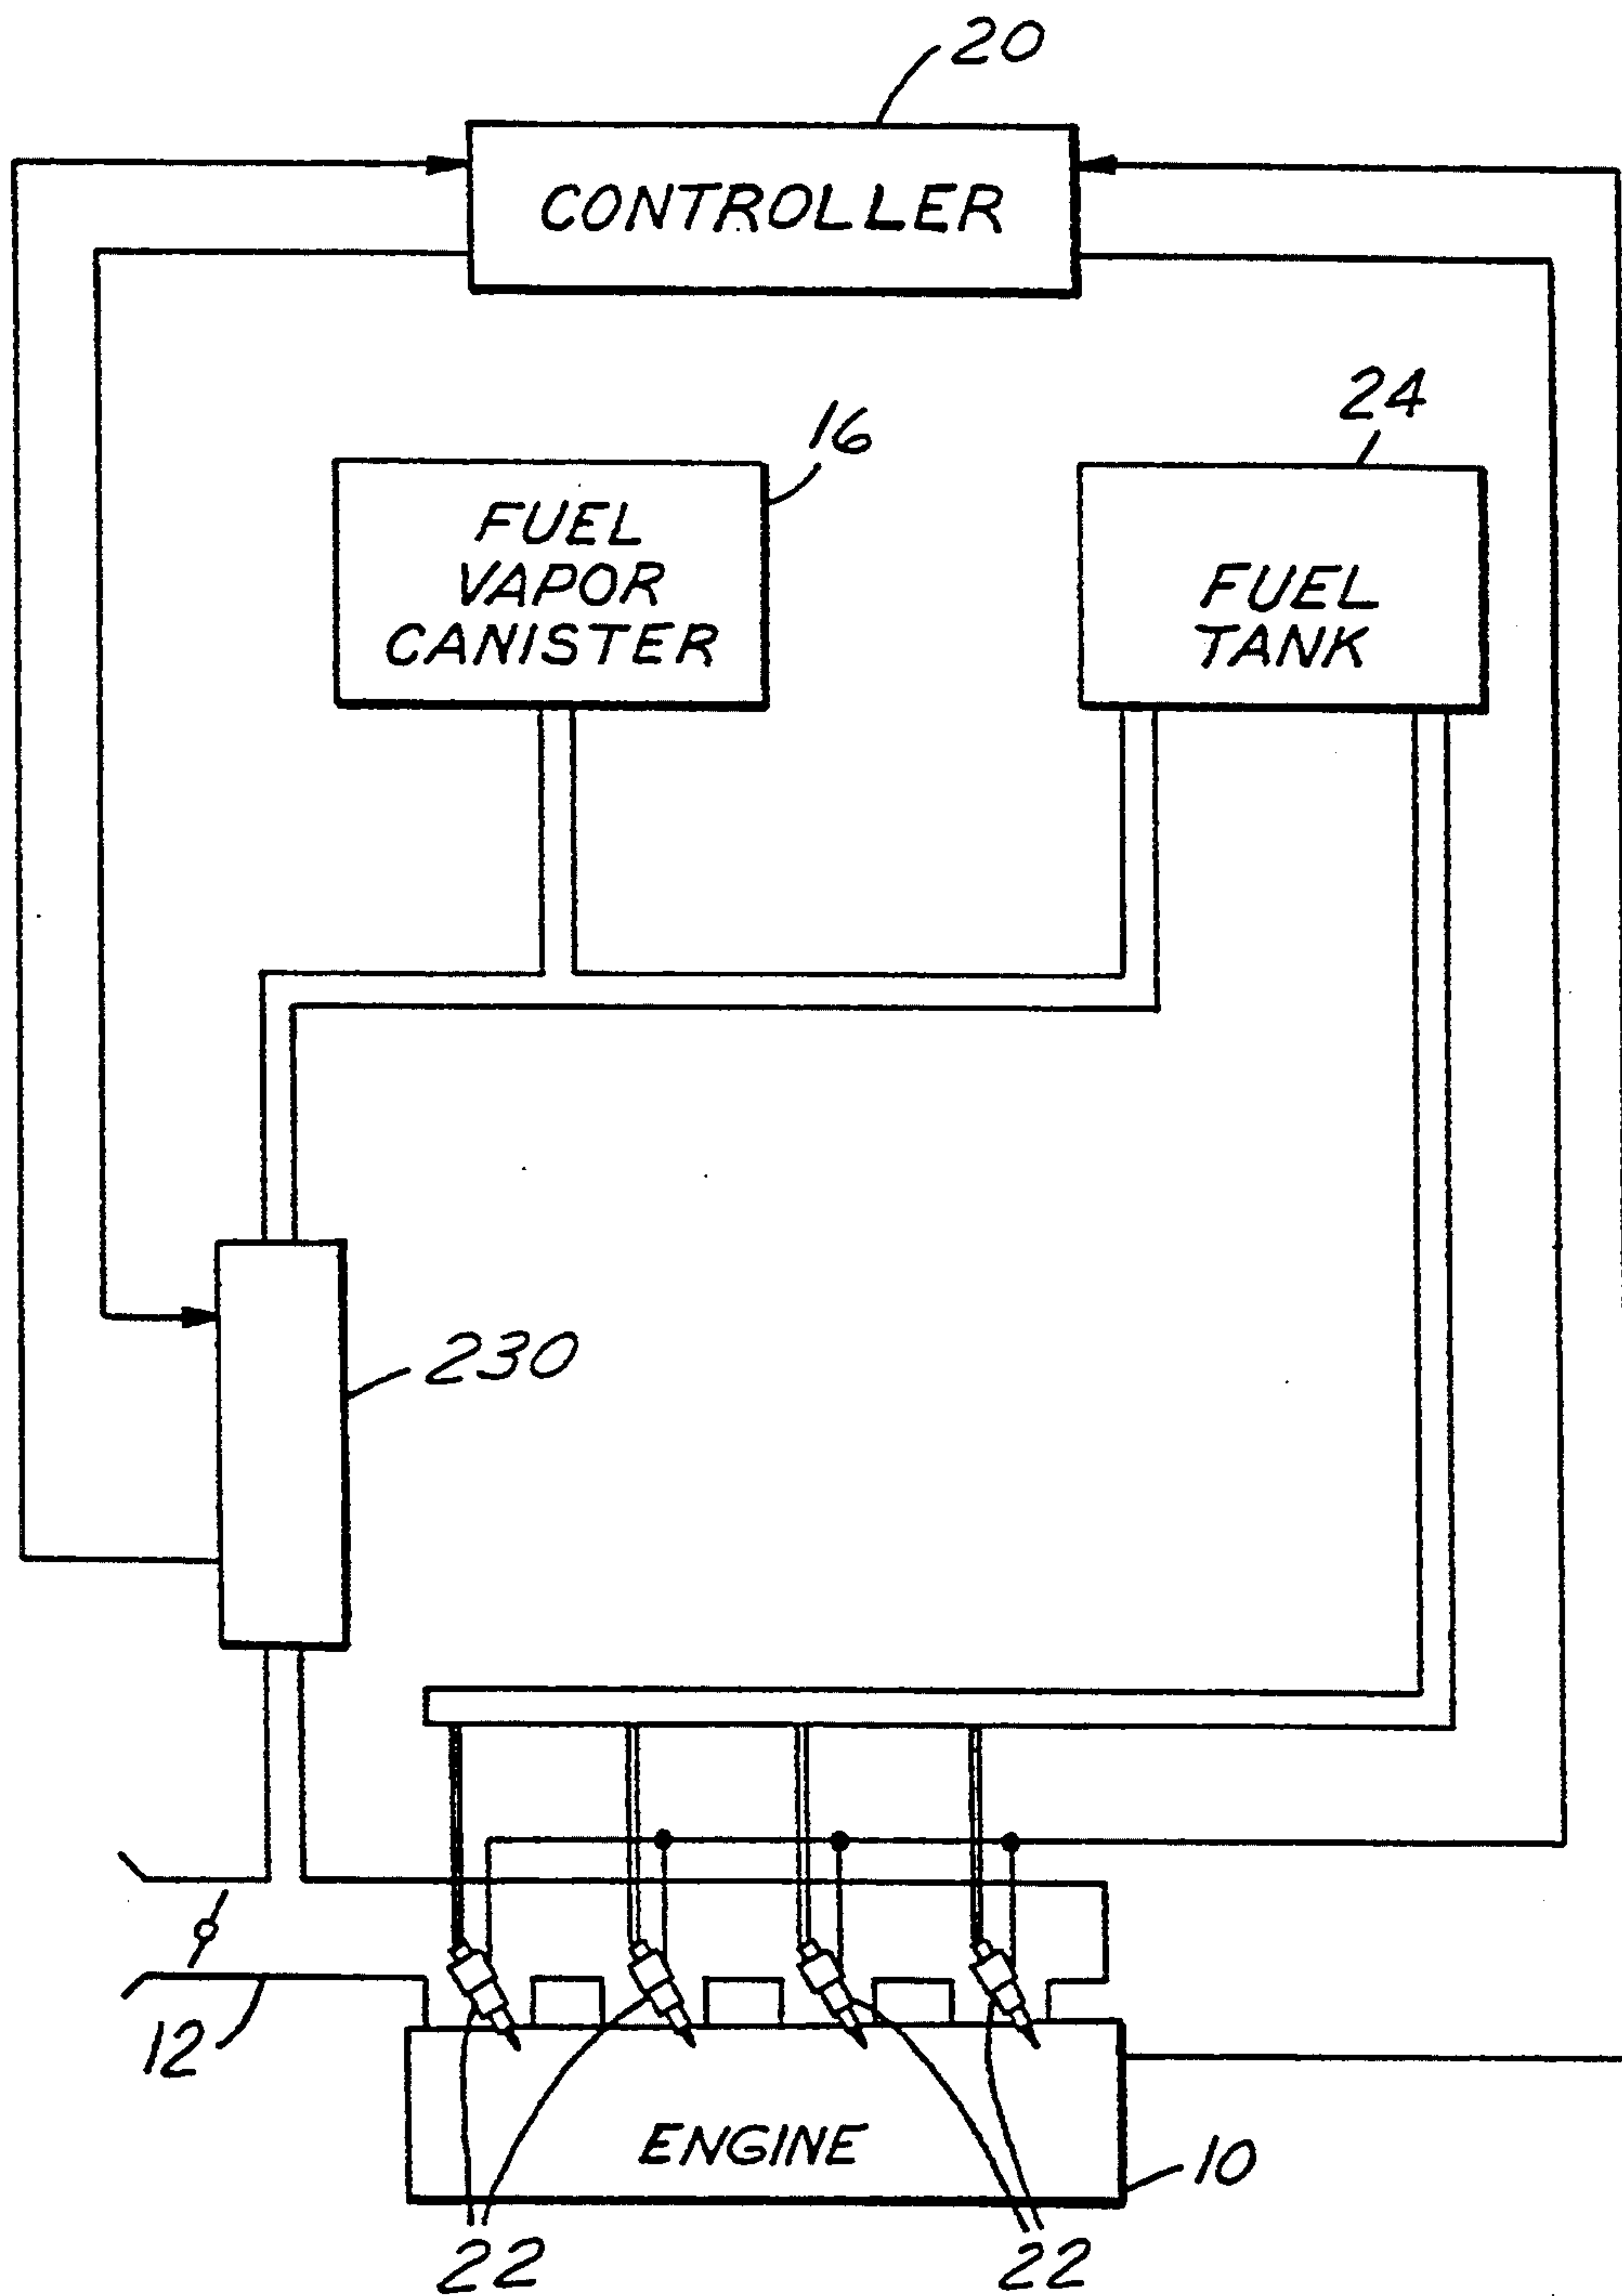 20
CONTROLLER
16
24
FUEL
VAPOR
CANISTER
FUEL
TANK
230
12
ENGINE
10
22
22